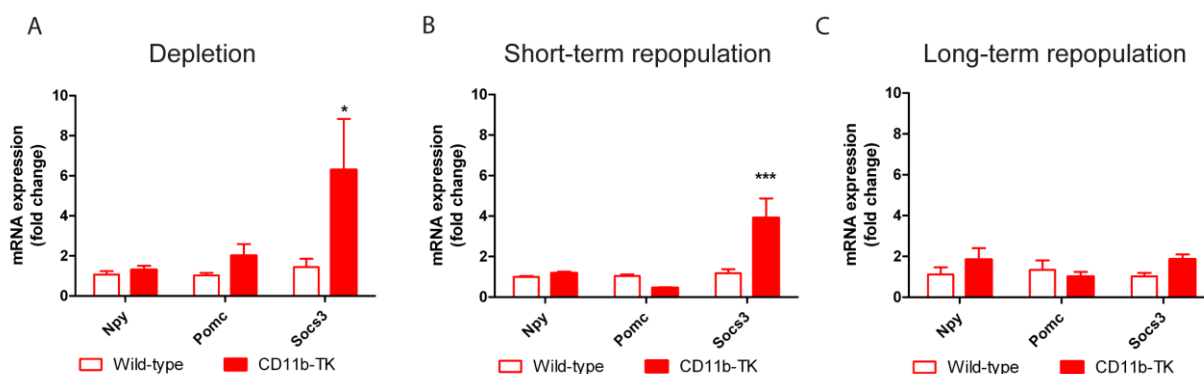 A
Depletion
mRNA expression
(fold change)
10
8
6
4
2
0
*
Npy
Pomc
Socs3
Wild-type
CD11b-TK
B
Short-term repopulation
mRNA expression
(fold change)
10
8
6
4
2
0
***
Npy
Pomc
Socs3
Wild-type
CD11b-TK
C
Long-term repopulation
mRNA expression
(fold change)
10
8
6
4
2
0
Npy
Pomc
Socs3
Wild-type
CD11b-TK